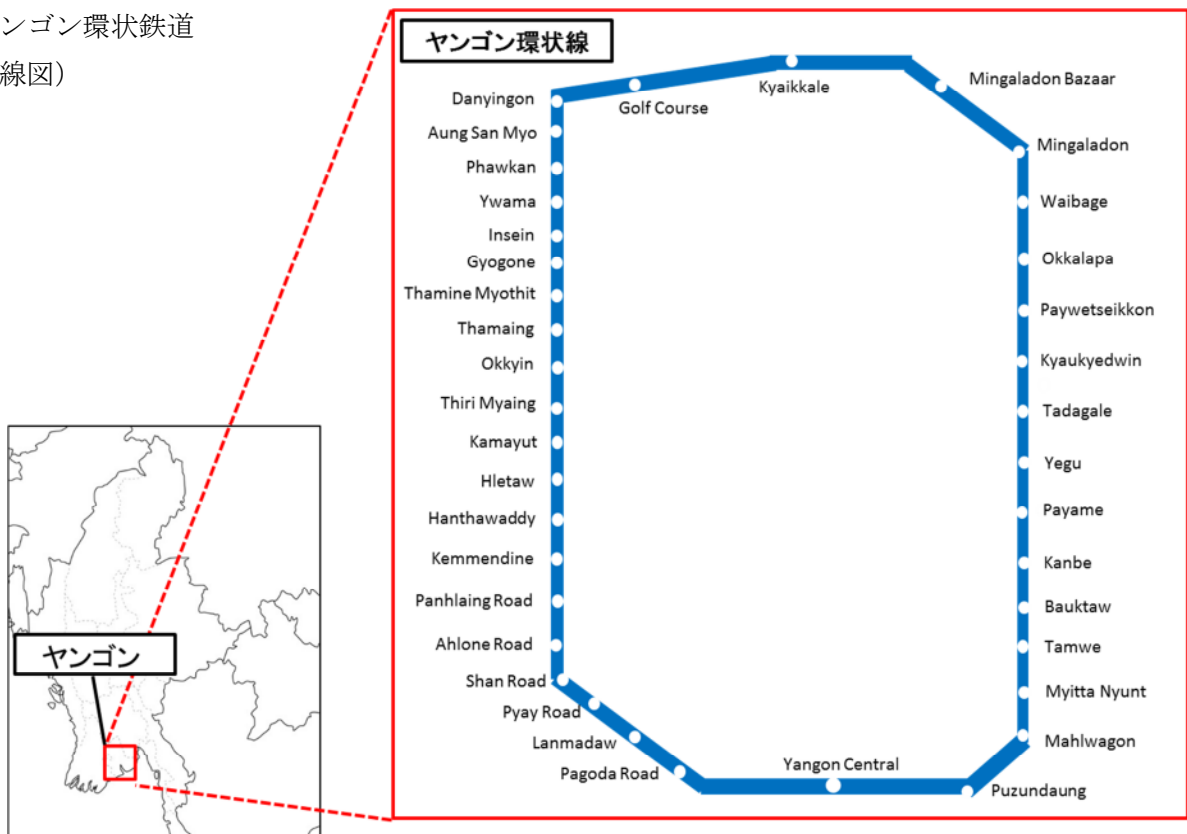 ンゴン環状鉄道
線図）
ヤンゴン環状線
Kyaikkale
Mingaladon Bazaar
Golf Course
Danyingon
Aung San Myo
Phawkan
Ywama
Insein
Gyogone
Thamine Myothit
Thamaing
Okkyin
Thiri Myaing
Kamayut
Hletaw
Hanthawaddy
Kemmendine
Panhlaing Road
Ahlone Road
Shan Road
Pyay Road
Lanmadaw
Pagoda Road
Yangon Central
Puzundaung
Mingaladon
Waibage
Okkalapa
Paywetseikkon
Kyaukyedwin
Tadagale
Yegu
Payame
Kanbe
Bauktaw
Tamwe
Myitta Nyunt
Mahlwagon
ヤンゴン